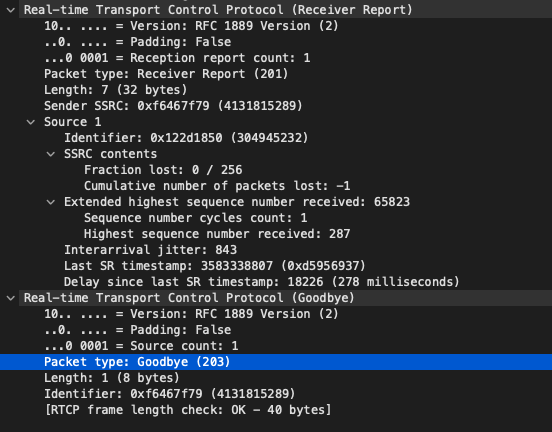 Real-time Transport Control Protocol (Receiver Report)
10.. .... = Version: RFC 1889 Version (2)
..0. .... = Padding: False
...0 0001 = Reception report count: 1
Packet type: Receiver Report (201)
Length: 7 (32 bytes)
Sender SSRC: 0xf6467f79 (4131815289)
Source 1
Identifier: 0x122d1850 (304945232)
SSRC contents
Fraction lost: 0 / 256
Cumulative number of packets lost: -1
Extended highest sequence number received: 65823
Sequence number cycles count: 1
Highest sequence number received: 287
Interarrival jitter: 843
Last SR timestamp: 3583338807 (0xd5956937)
Delay since last SR timestamp: 18226 (278 milliseconds)
Real-time Transport Control Protocol (Goodbye)
10.. .... = Version: RFC 1889 Version (2)
..0. .... = Padding: False
...0 0001 = Source count: 1
Packet type: Goodbye (203)
Length: 1 (8 bytes)
Identifier: 0xf6467f79 (4131815289)
[RTCP frame length check: OK - 40 bytes]